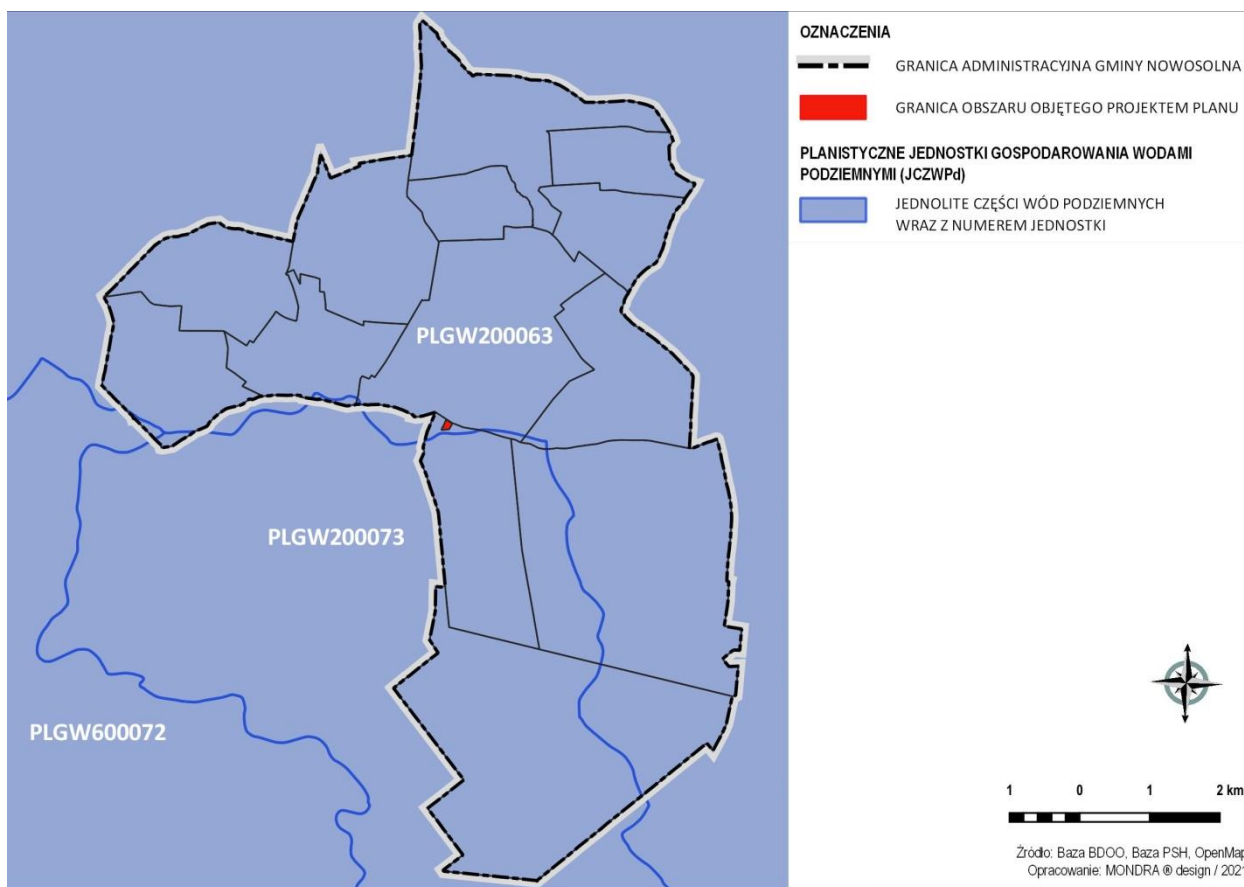 OZNACZENIA
GRANICA ADMINISTRACYJNA GMINY NOWOSOLNA
GRANICA OBSZARU OBJĘTEGO PROJEKTEM PLANU
PLANISTYCZNE JEDNOSTKI GOSPODAROWANIA WODAMI
PODZIEMNYMI (JCZWPd)
JEDNOLITE CZĘŚCI WÓD PODZIEMNYCH
WRAZ Z NUMEREM JEDNOSTKI
PLGW200063
PLGW200073
PLGW600072
1 0 1 2 km
Źródło: Baza BDOO, Baza PSH, OpenMap
Opracowanie: MONDRA ® design / 2021